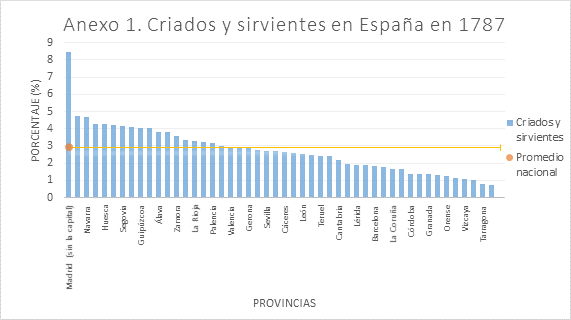 Anexo 1. Criados y sirvientes en España en 1787
PORCENTAJE (%)
9
8
7
6
5
4
3
2
1
0
Madrid (sin la capital)
Navarra
Huesca
Segovia
Guipúzcoa
Álava
Zamora
La Rioja
Palencia
Valencia
Gerona
Sevilla
Cáceres
León
Teruel
Cantabria
Lérida
Barcelona
La Coruña
Córdoba
Granada
Orense
Vizcaya
Tarragona
PROVINCIAS
Criados y
sirvientes
Promedio
nacional